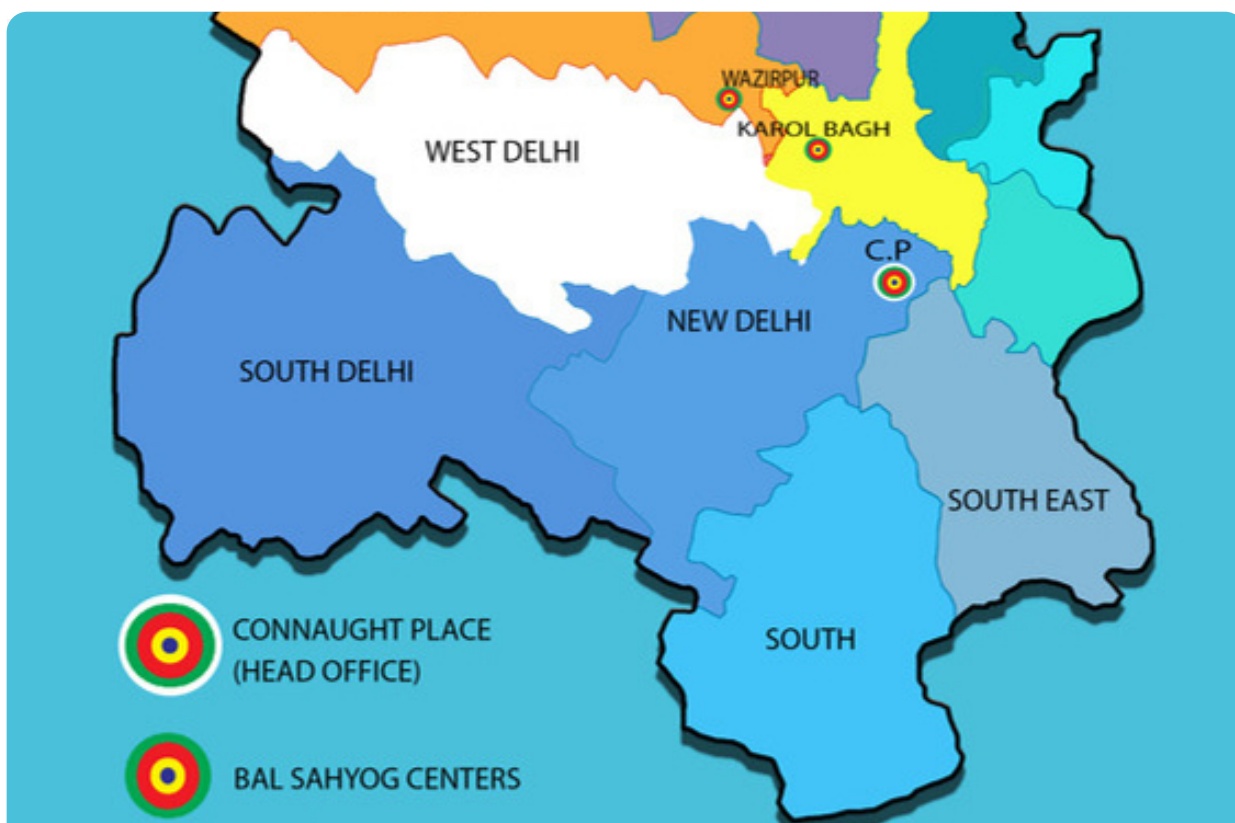 WAZIRPUR
KAROL BAGH
WEST DELHI
C.P
NEW DELHI
SOUTH DELHI
SOUTH EAST
CONNAUGHT PLACE
(HEAD OFFICE)
SOUTH
BAL SAHYOG CENTERS